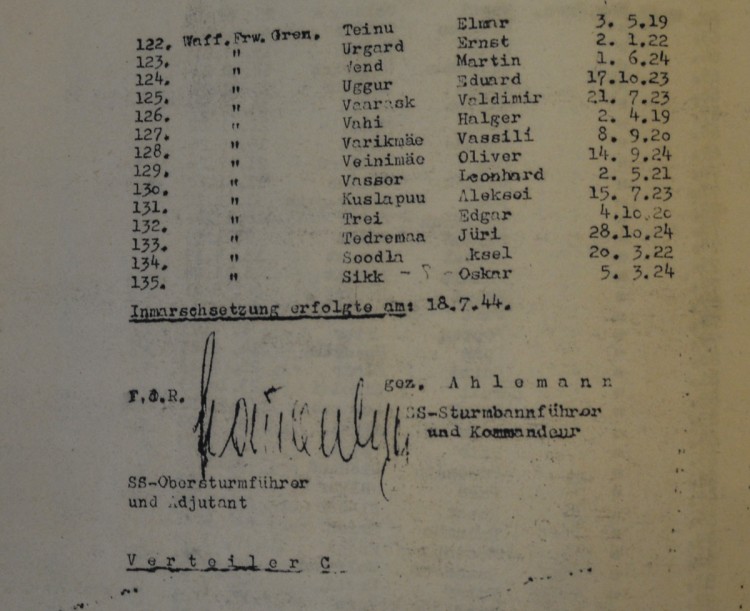 122. Waff.Frw.Gren. Teinu Elmar 3. 5.19
123. " Urgard Ernst 2. 1.22
124. " Vend Martin 1. 6.24
125. " Uggur Eduard 17.10.23
126. " Vaarask Valdimir 21. 7.23
127. " Vahi Halger 2. 4.19
128. " Varikmäe Vassili 8. 9.20
129. " Veinimäe Oliver 14. 9.24
130. " Vasser Leonhard 2. 5.21
131. " Kuslapuu Aleksei 15. 7.23
132. " Trei Edgar 4.10.20
133. " Tedremaa Jüri 28.10.24
134. " Soodla Aksel 20. 3.22
135. " Sikk - - Oskar 5. 3.24
Inmarschsetzung erfolgte am: 18.7.44.
gez. Ahlemann
F.d.R.
SS-Sturmbannführer
und Kommandeur
SS-Obersturmführer
und Adjutant
Verteiler C